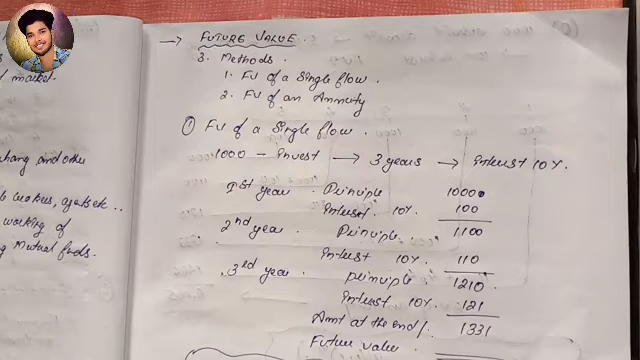 → FUTURE VALUE.
3. Methods.
1. FV of a Single flow.
2. FV of an Annuity
① FV of a Single flow.
1000 – invest → 3 years → Interest 10%.
Ist year. Principle 1000
Interest 10% 100
2nd year. Principle. 1100
Interest 10% 110
3rd year. principle. 1210
Interest 10% 121
Amt at the end/. 1331
Future value.
market.
and other
working of
Mutual funds.